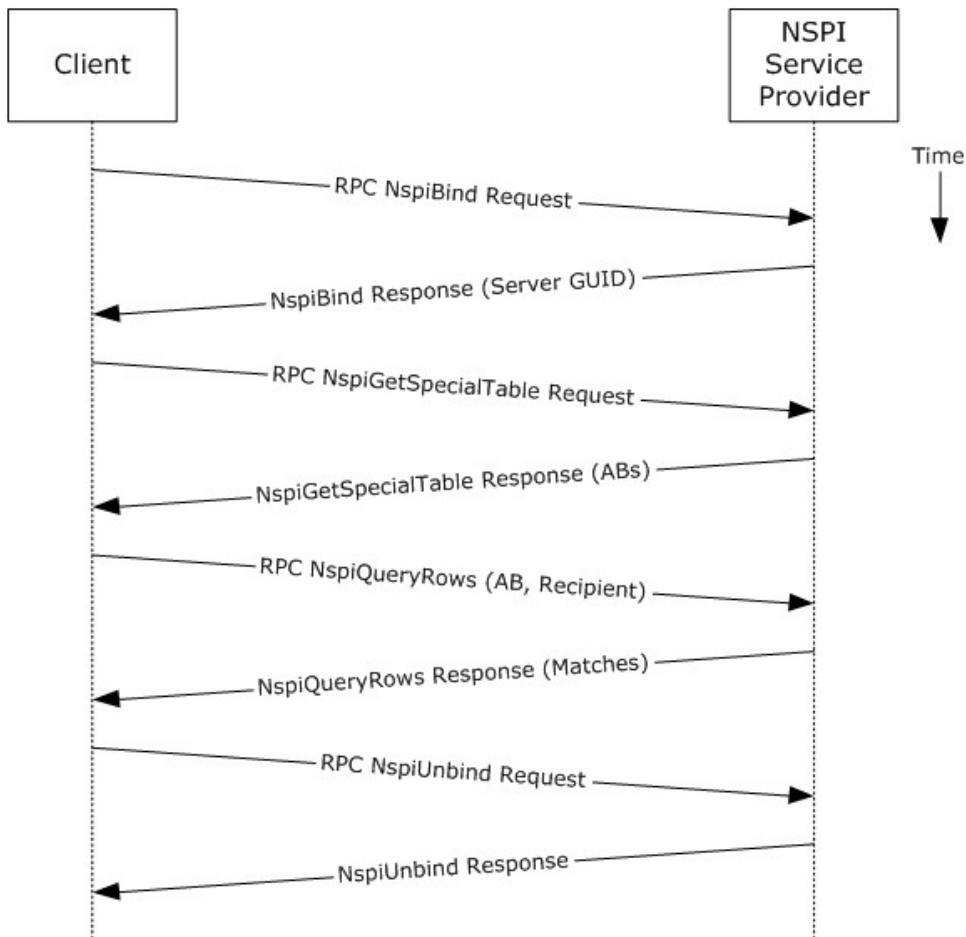 Client
NSPI
Service
Provider
Time
RPC NspiBind Request
NspiBind Response (Server GUID)
RPC NspiGetSpecialTable Request
NspiGetSpecialTable Response (ABs)
RPC NspiQueryRows (AB, Recipient)
NspiQueryRows Response (Matches)
RPC NspiUnbind Request
NspiUnbind Response